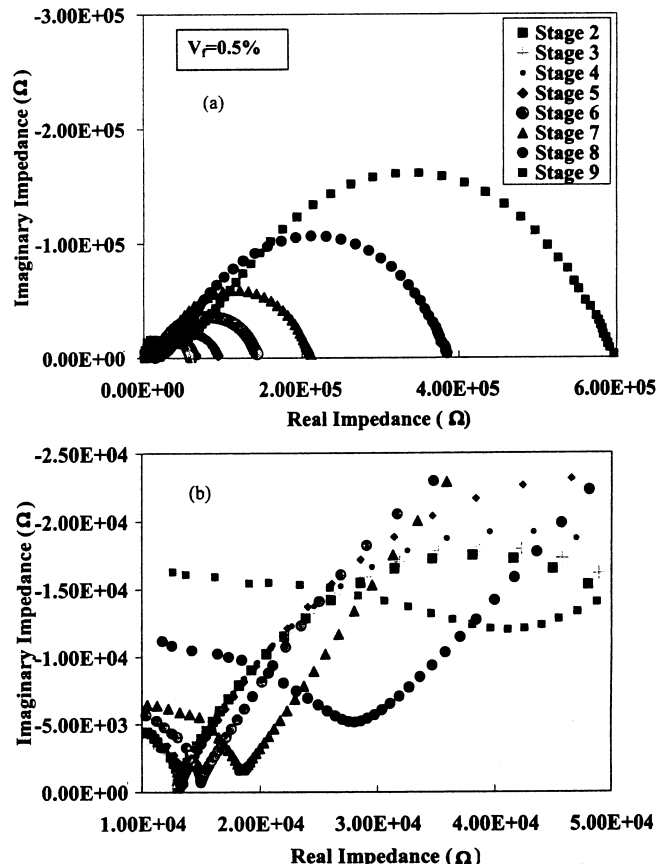 -3.00E+05
V_f=0.5%
Stage 2
Stage 3
Stage 4
Stage 5
Stage 6
Stage 7
Stage 8
Stage 9
(a)
-2.00E+05
-1.00E+05
0.00E+00
Imaginary Impedance (Ω)
0.00E+00 2.00E+05 4.00E+05 6.00E+05
Real Impedance ( Ω)
-2.50E+04
(b)
-2.00E+04
-1.50E+04
-1.00E+04
-5.00E+03
0.00E+00
Imaginary Impedance (Ω)
1.00E+04 2.00E+04 3.00E+04 4.00E+04 5.00E+04
Real Impedance (Ω)